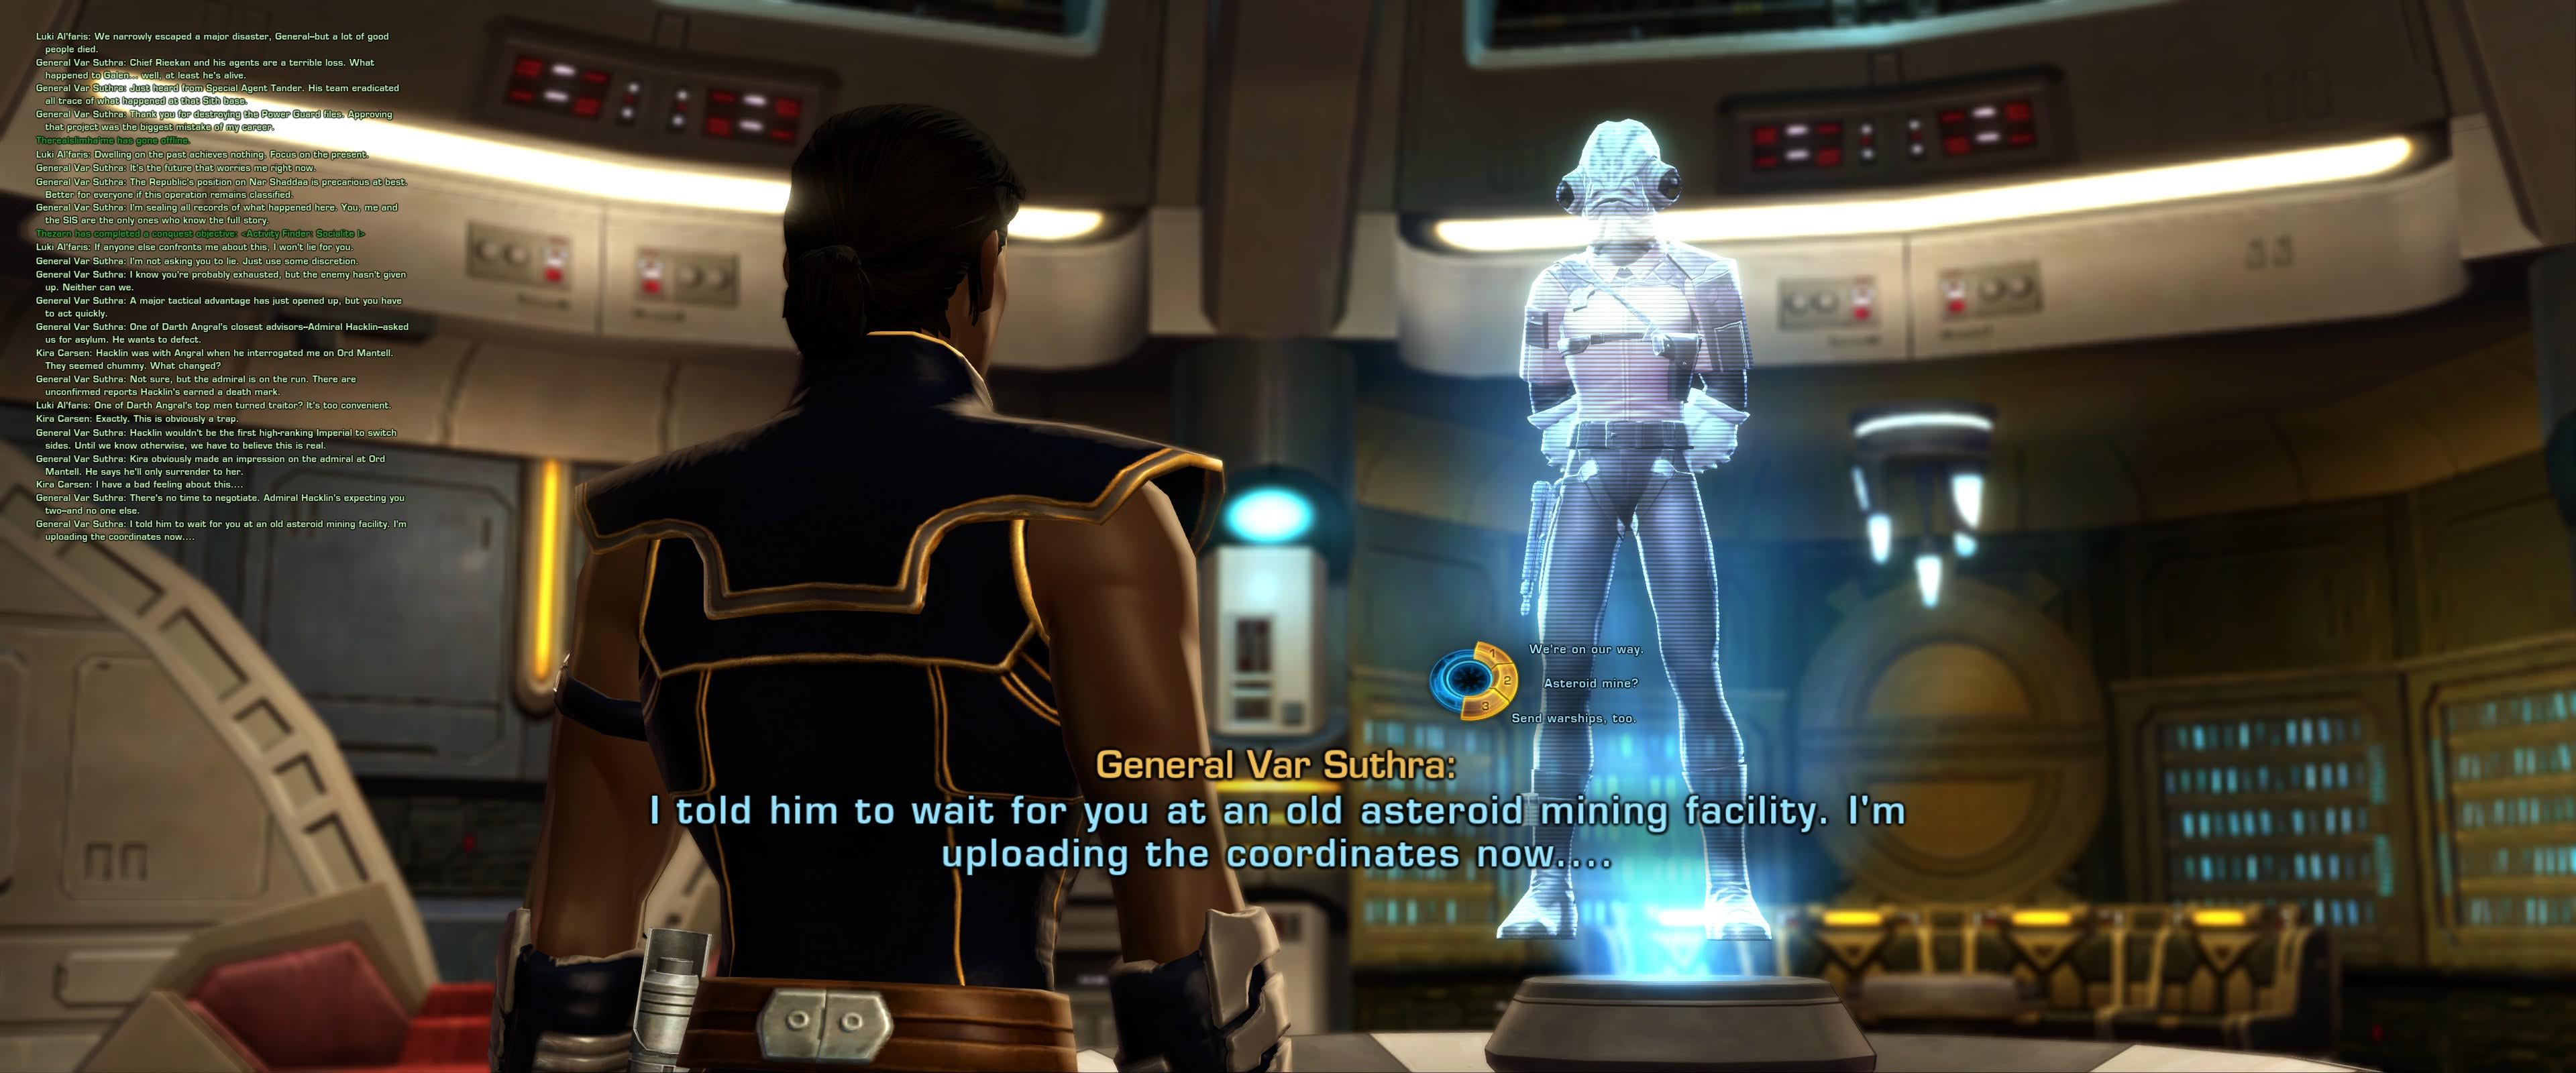 Luki Al'faris: We narrowly escaped a major disaster, General–but a lot of good
people died.
General Var Suthra: Chief Rieekan and his agents are a terrible loss. What
happened to Galen... well, at least he's alive.
General Var Suthra: Just heard from Special Agent Tander. His team eradicated
all trace of what happened at that Sith base.
General Var Suthra: Thank you for destroying the Power Guard files. Approving
that project was the biggest mistake of my career.
has gone offline.
Luki Al'faris: Dwelling on the past achieves nothing. Focus on the present.
General Var Suthra: It's the future that worries me right now.
General Var Suthra: The Republic's position on Nar Shaddaa is precarious at best.
Better for everyone if this operation remains classified.
General Var Suthra: I'm sealing all records of what happened here. You, me and
the SIS are the only ones who know the full story.
Thezarn has completed a conquest objective: <Activity Finder: Socialite I>
Luki Al'faris: If anyone else confronts me about this, I won't lie for you.
General Var Suthra: I'm not asking you to lie. Just use some discretion.
General Var Suthra: I know you're probably exhausted, but the enemy hasn't given
up. Neither can we.
General Var Suthra: A major tactical advantage has just opened up, but you have
to act quickly.
General Var Suthra: One of Darth Angral's closest advisors–Admiral Hacklin–asked
us for asylum. He wants to defect.
Kira Carsen: Hacklin was with Angral when he interrogated me on Ord Mantell.
They seemed chummy. What changed?
General Var Suthra: Not sure, but the admiral is on the run. There are
unconfirmed reports Hacklin's earned a death mark.
Luki Al'faris: One of Darth Angral's top men turned traitor? It's too convenient.
Kira Carsen: Exactly. This is obviously a trap.
General Var Suthra: Hacklin wouldn't be the first high-ranking Imperial to switch
sides. Until we know otherwise, we have to believe this is real.
General Var Suthra: Kira obviously made an impression on the admiral at Ord
Mantell. He says he'll only surrender to her.
Kira Carsen: I have a bad feeling about this....
General Var Suthra: There's no time to negotiate. Admiral Hacklin's expecting you
two–and no one else.
General Var Suthra: I told him to wait for you at an old asteroid mining facility. I'm
uploading the coordinates now....
1 We're on our way.
2 Asteroid mine?
3 Send warships, too.
General Var Suthra:
I told him to wait for you at an old asteroid mining facility. I'm
uploading the coordinates now....